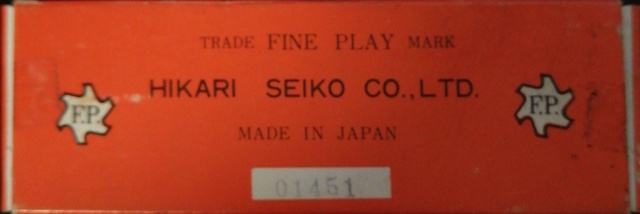 TRADE FINE PLAY MARK
HIKARI SEIKO CO.,LTD.
F.P.
F.P.
MADE IN JAPAN
01451